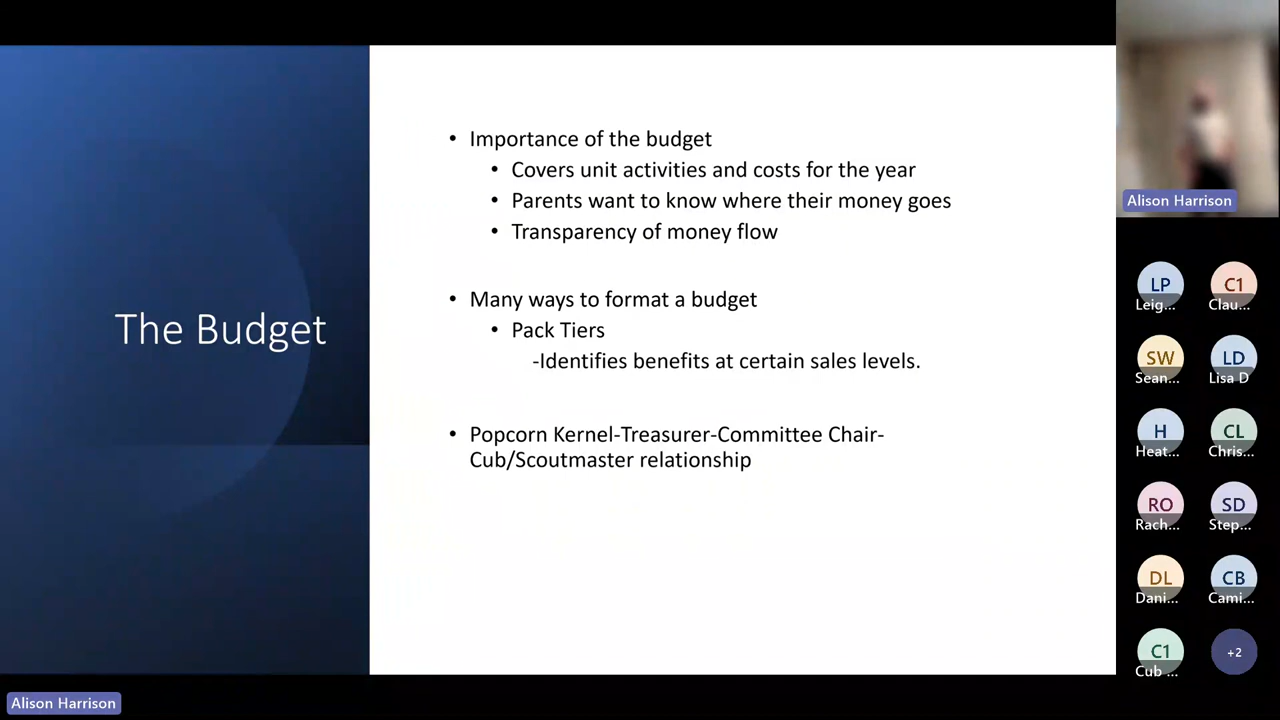 The Budget
• Importance of the budget
• Covers unit activities and costs for the year
• Parents want to know where their money goes
• Transparency of money flow
• Many ways to format a budget
• Pack Tiers
-Identifies benefits at certain sales levels.
• Popcorn Kernel-Treasurer-Committee Chair-
Cub/Scoutmaster relationship
Alison Harrison
LP
Leig...
C1
Clau...
SW
Sean...
LD
Lisa D
H
Heat...
CL
Chris...
RO
Rach...
SD
Step...
DL
Dani...
CB
Cami...
C1
Cub ...
+2
Alison Harrison